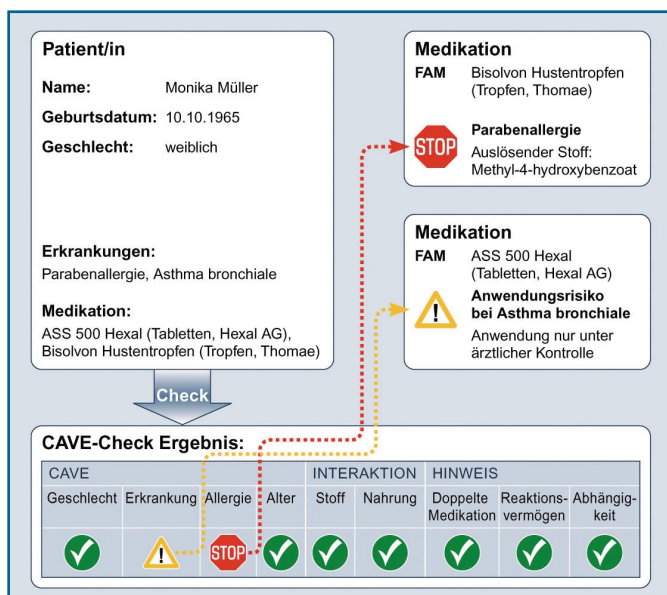 Patient/in
Name: Monika Müller
Geburtsdatum: 10.10.1965
Geschlecht: weiblich
Erkrankungen:
Parabenallergie, Asthma bronchiale
Medikation:
ASS 500 Hexal (Tabletten, Hexal AG),
Bisolvon Hustentropfen (Tropfen, Thomae)
Check
Medikation
FAM Bisolvon Hustentropfen
(Tropfen, Thomae)
STOP
Parabenallergie
Auslösender Stoff:
Methyl-4-hydroxybenzoat
Medikation
FAM ASS 500 Hexal
(Tabletten, Hexal AG)
!
Anwendungsrisiko
bei Asthma bronchiale
Anwendung nur unter
ärztlicher Kontrolle
CAVE-Check Ergebnis:
CAVE INTERAKTION HINWEIS
Geschlecht Erkrankung Allergie Alter Stoff Nahrung Doppelte Reaktions- Abhängig-
Medikation vermögen keit
! STOP